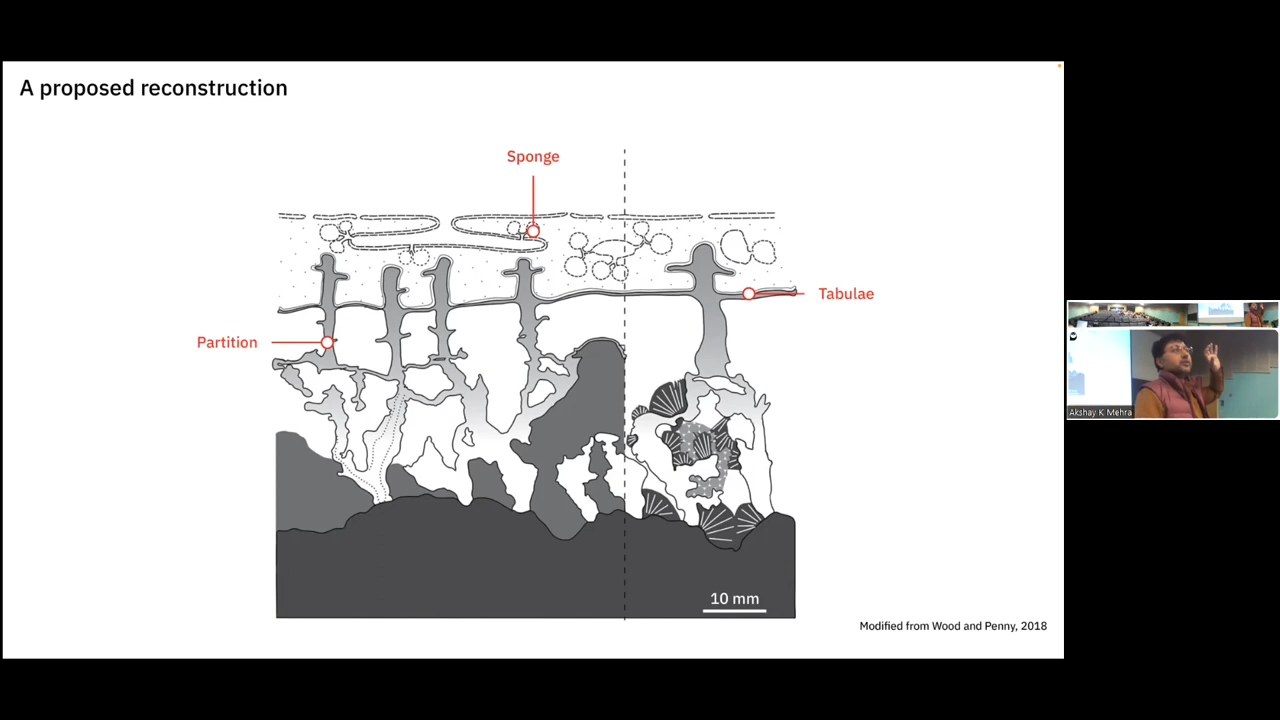 A proposed reconstruction
Sponge
Tabulae
Partition
10 mm
Modified from Wood and Penny, 2018
Akshay K Mehra